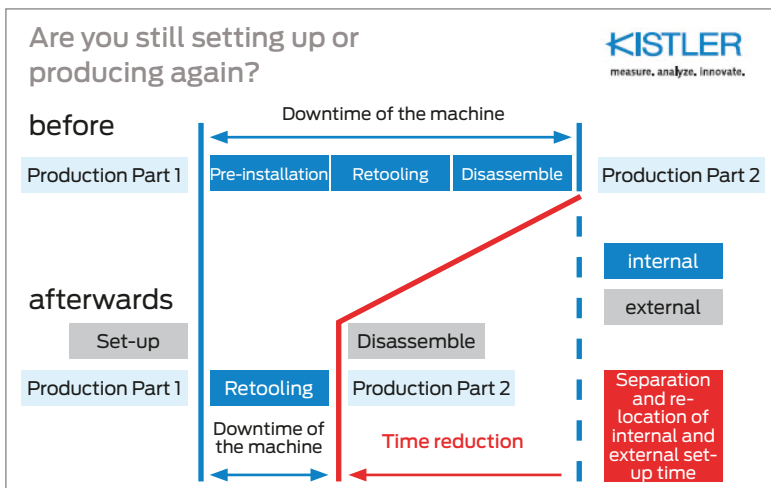 Are you still setting up or
producing again?
KISTLER
measure. analyze. innovate.
before
Downtime of the machine
Production Part 1
Pre-installation
Retooling
Disassemble
Production Part 2
internal
afterwards
external
Set-up
Disassemble
Production Part 1
Retooling
Production Part 2
Separation
and re-
location of
internal and
external set-
up time
Downtime of
the machine
Time reduction